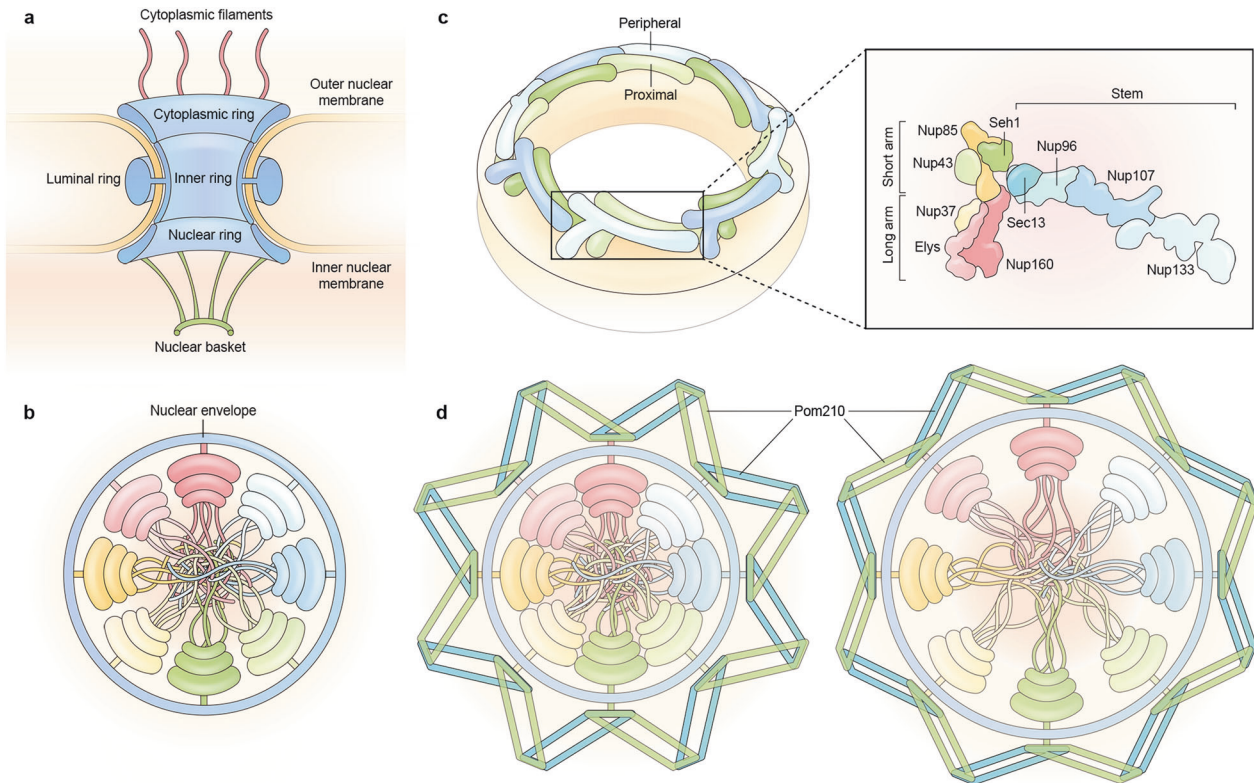 a
Cytoplasmic filaments
Outer nuclear
membrane
Cytoplasmic ring
Luminal ring
Inner ring
Nuclear ring
Inner nuclear
membrane
Nuclear basket
b
Nuclear envelope
c
Peripheral
Proximal
Stem
Short arm
Long arm
Nup85
Seh1
Nup43
Nup96
Nup107
Nup37
Sec13
Elys
Nup160
Nup133
d
Pom210